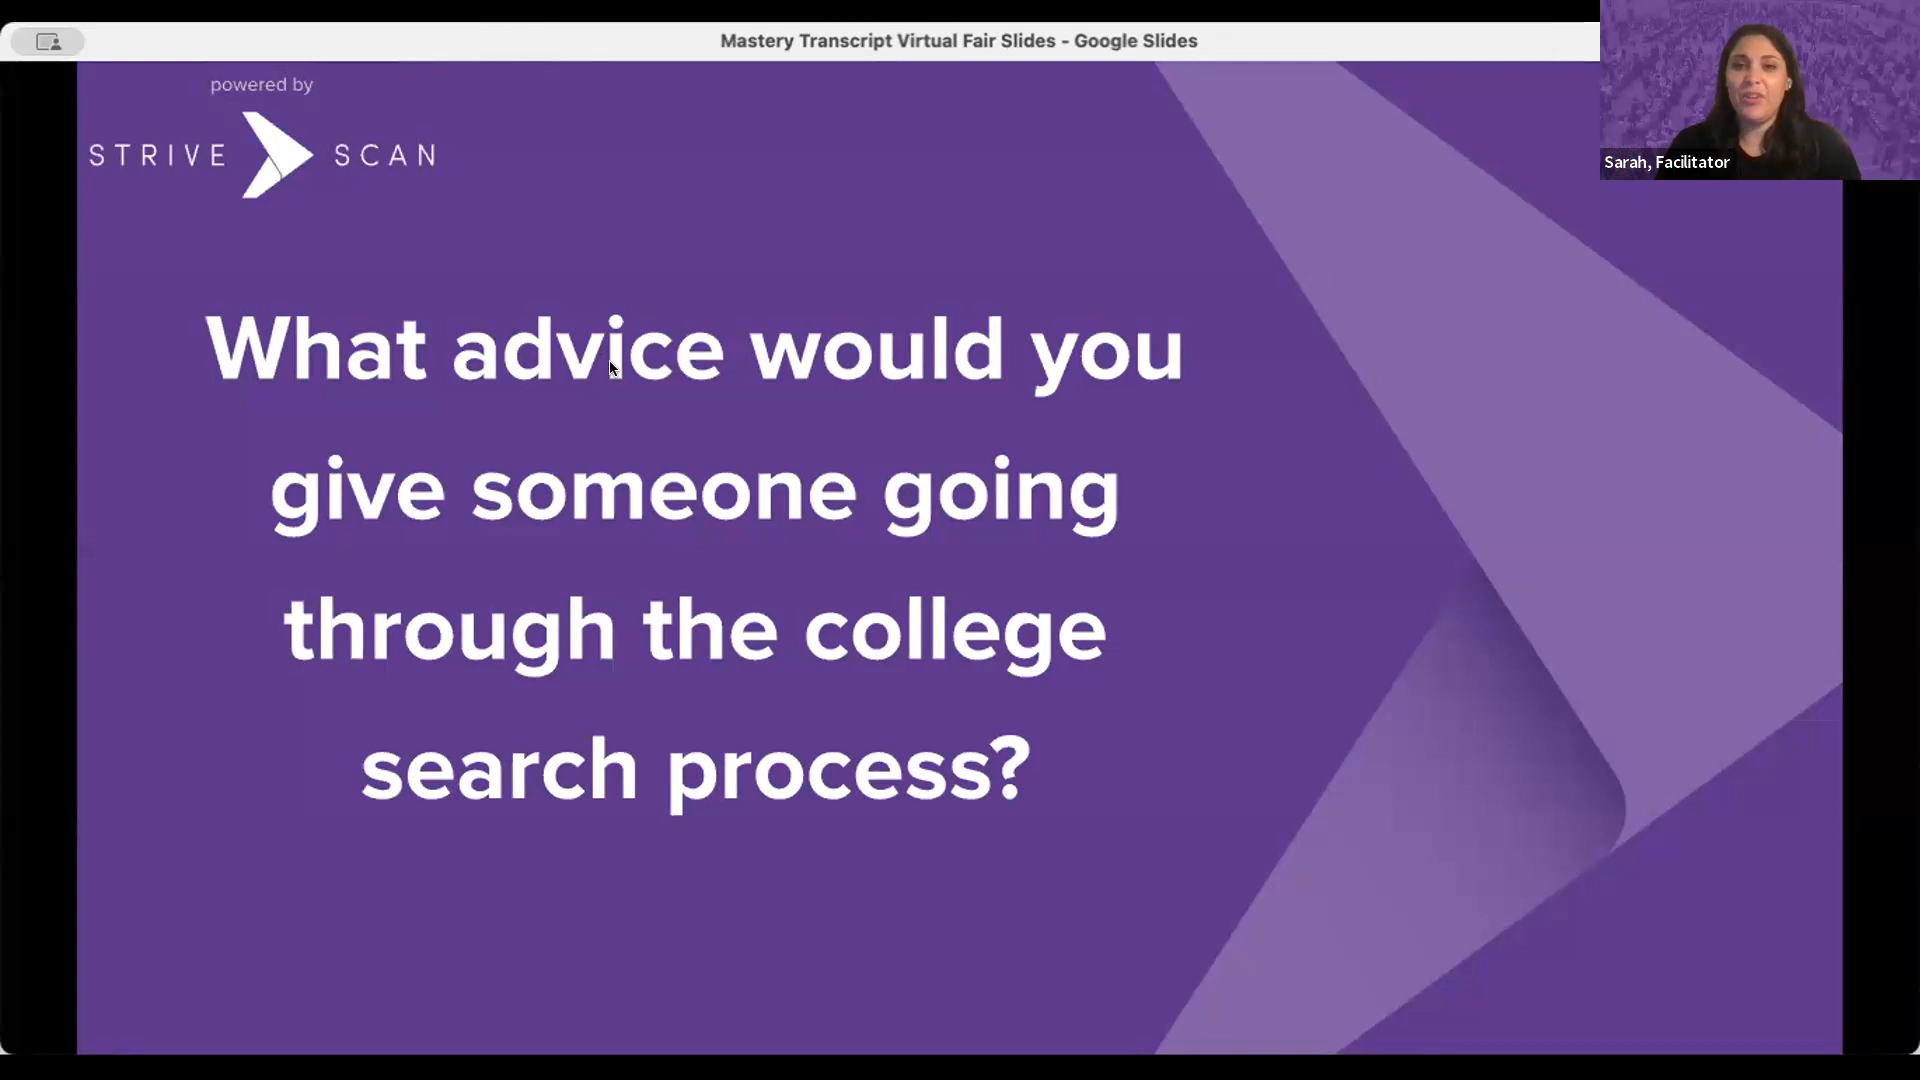 Mastery Transcript Virtual Fair Slides - Google Slides
powered by
STRIVE SCAN
Sarah, Facilitator
What advice would you
give someone going
through the college
search process?